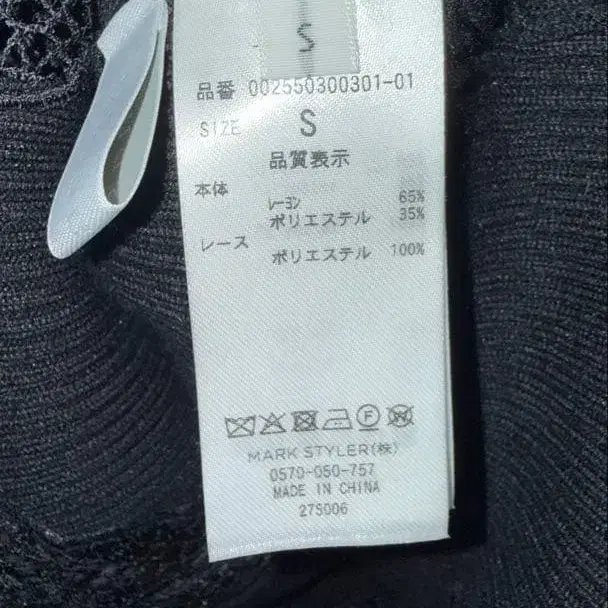 S
品番 002550300301-01
SIZE S
品質表示
本体
レーヨン 65%
ポリエステル 35%
レース
ポリエステル 100%
MARK STYLER(株)
0570-050-757
MADE IN CHINA
275006